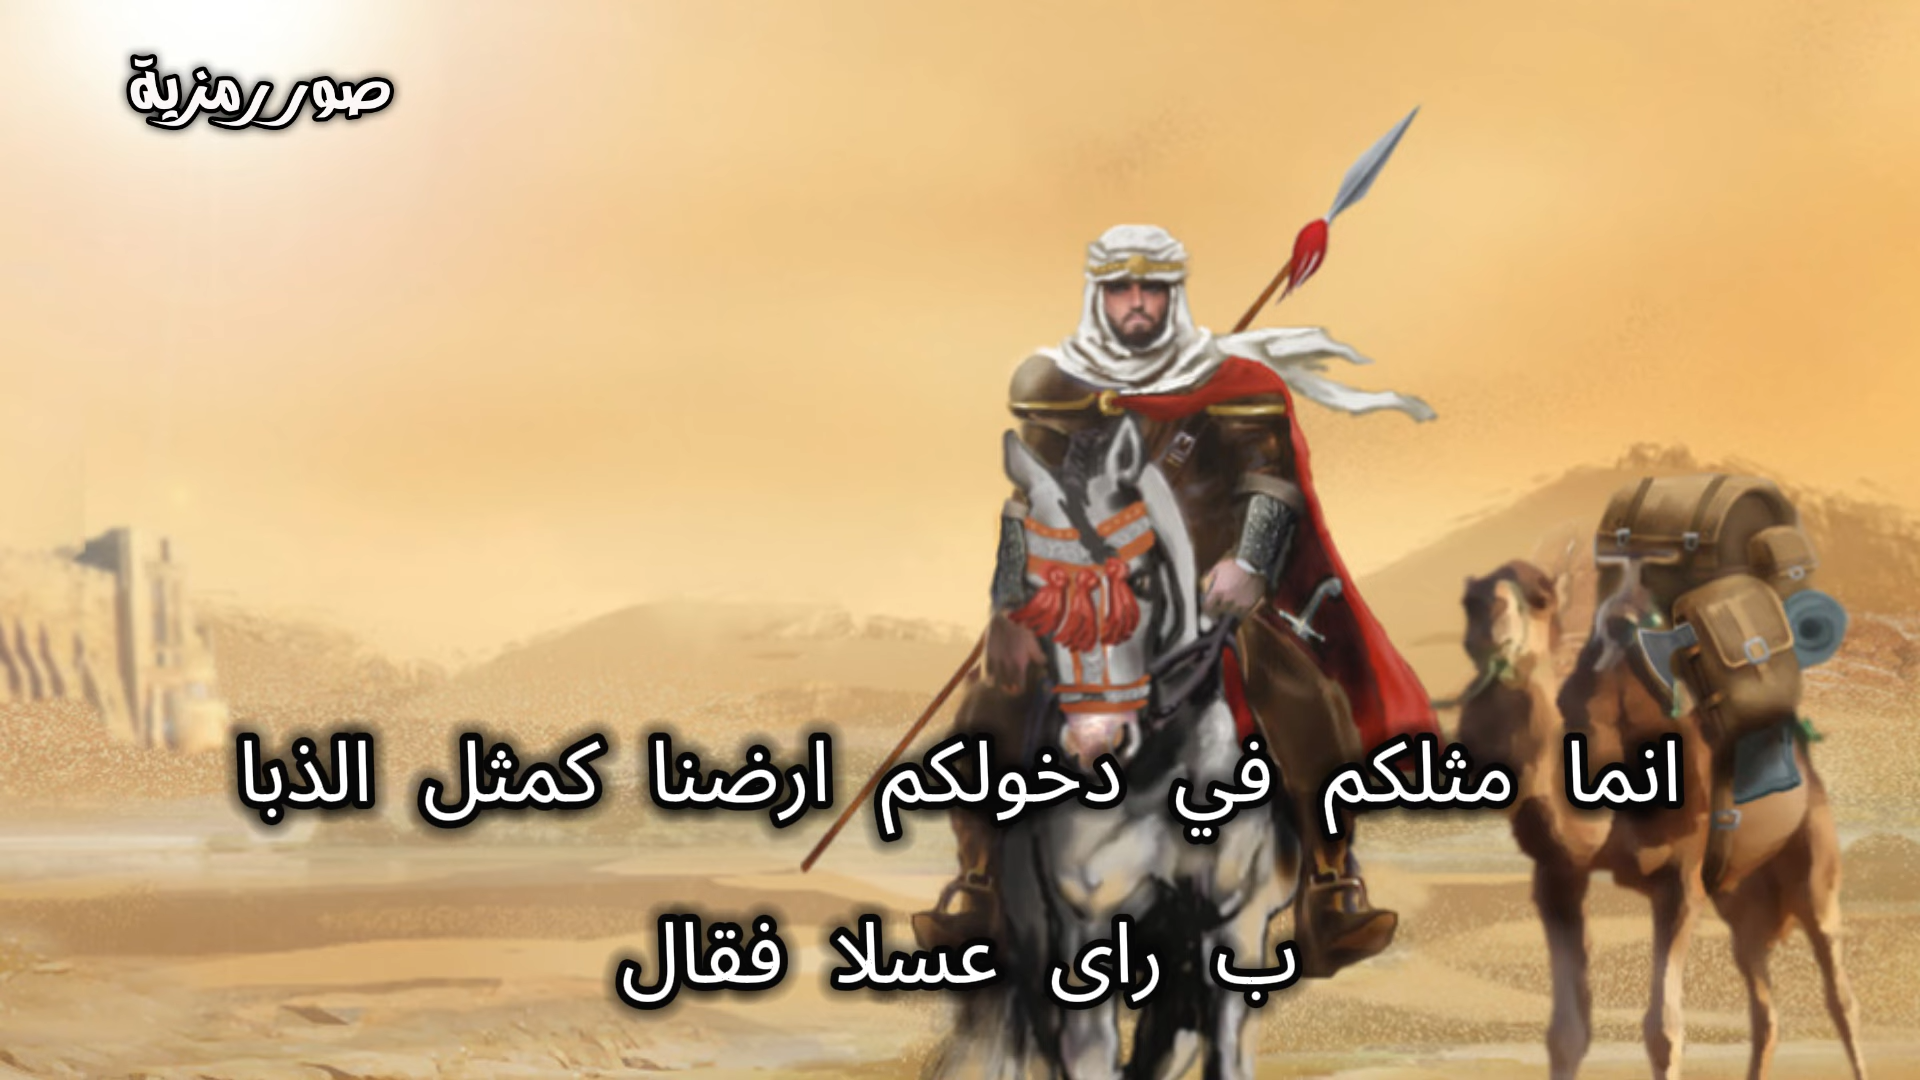 صور رمزية
انما مثلكم في دخولكم ارضنا كمثل الذبا
ب راى عسلا فقال